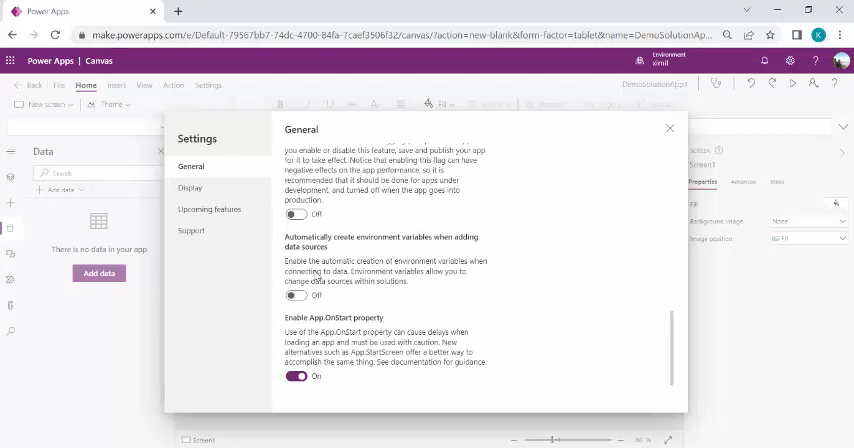 Power Apps
make.powerapps.com/e/Default-79567bb7-74dc-4700-84fa-7caef3506f32/canvas/?action=new-blank&form-factor=tablet&name=DemoSolutionAp...
K
Power Apps | Canvas
Environment
ximil
Back File Home Insert View Action Settings
DemoSolutionApp1
New screen Theme
B
A
Fill
Data
Search
Add data
There is no data in your app
Add data
Settings
General
Display
Upcoming features
Support
General
you enable or disable this feature, save and publish your app
for it to take effect. Notice that enabling this flag can have
negative effects on the app performance, so it is
recommended that it should be done for apps under
development, and turned off when the app goes into
production.
Off
Automatically create environment variables when adding
data sources
Enable the automatic creation of environment variables when
connecting to data. Environment variables allow you to
change data sources within solutions.
Off
Enable App.OnStart property
Use of the App.OnStart property can cause delays when
loading an app and must be used with caution. New
alternatives such as App.StartScreen offer a better way to
accomplish the same thing. See documentation for guidance.
On
SCREEN
Screen1
Properties Advanced Ideas
Fill
Background image None
Image position Fit
Screen1
60 %